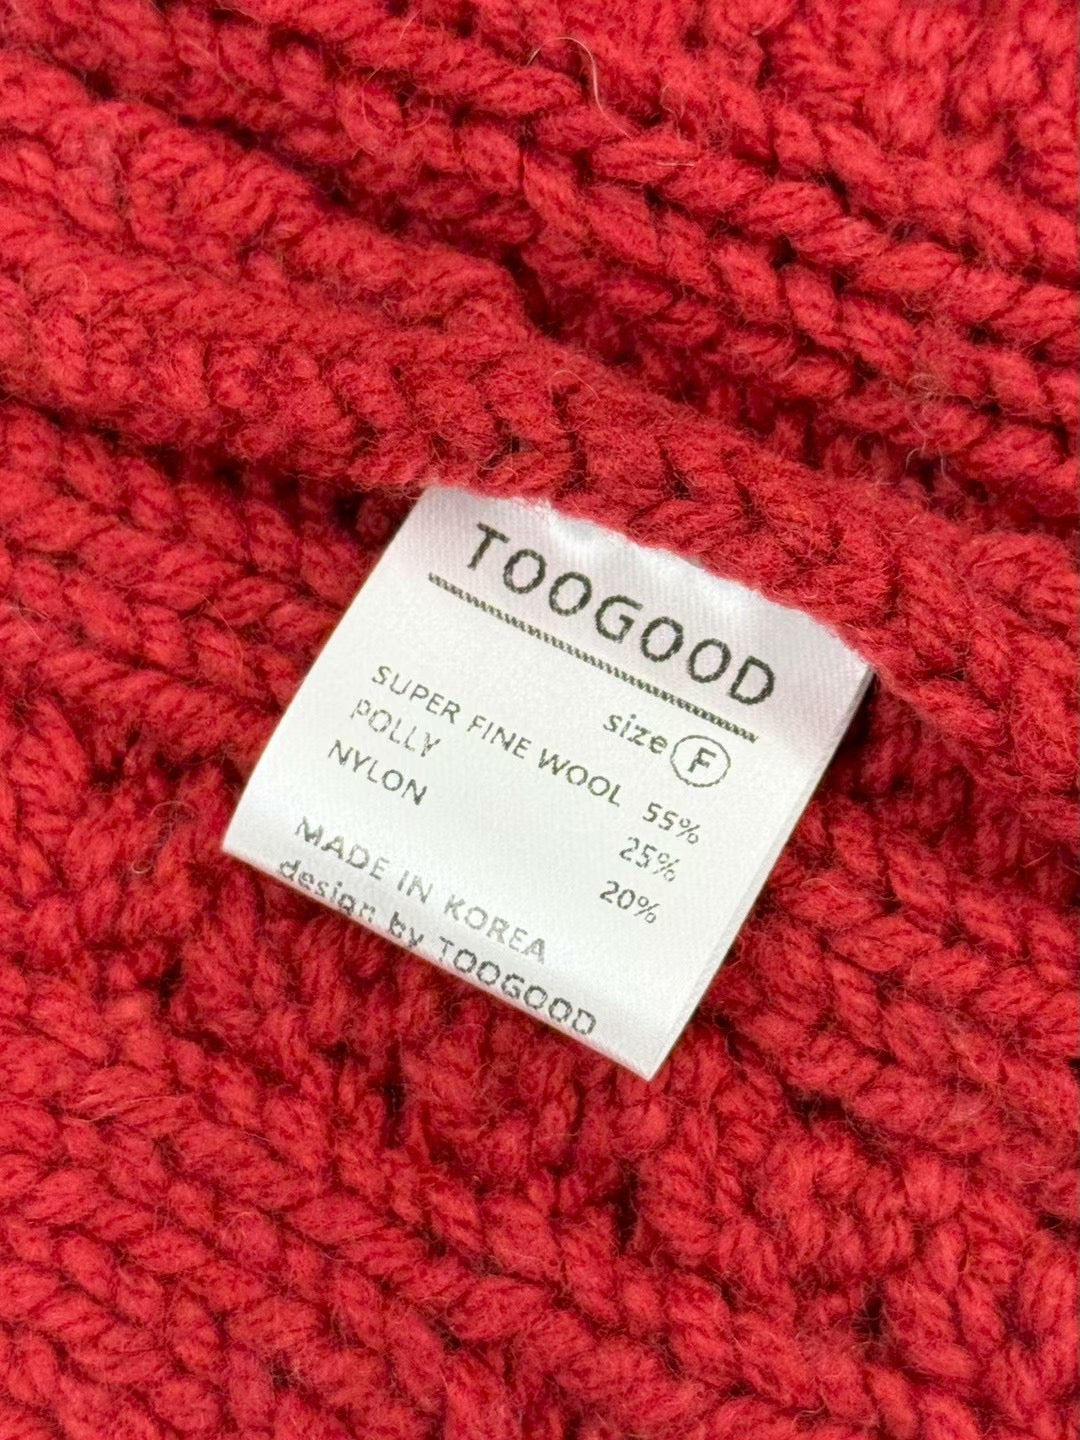 TOOGOOD
size F
SUPER FINE WOOL 55%
POLLY 25%
NYLON 20%
MADE IN KOREA
design by TOOGOOD